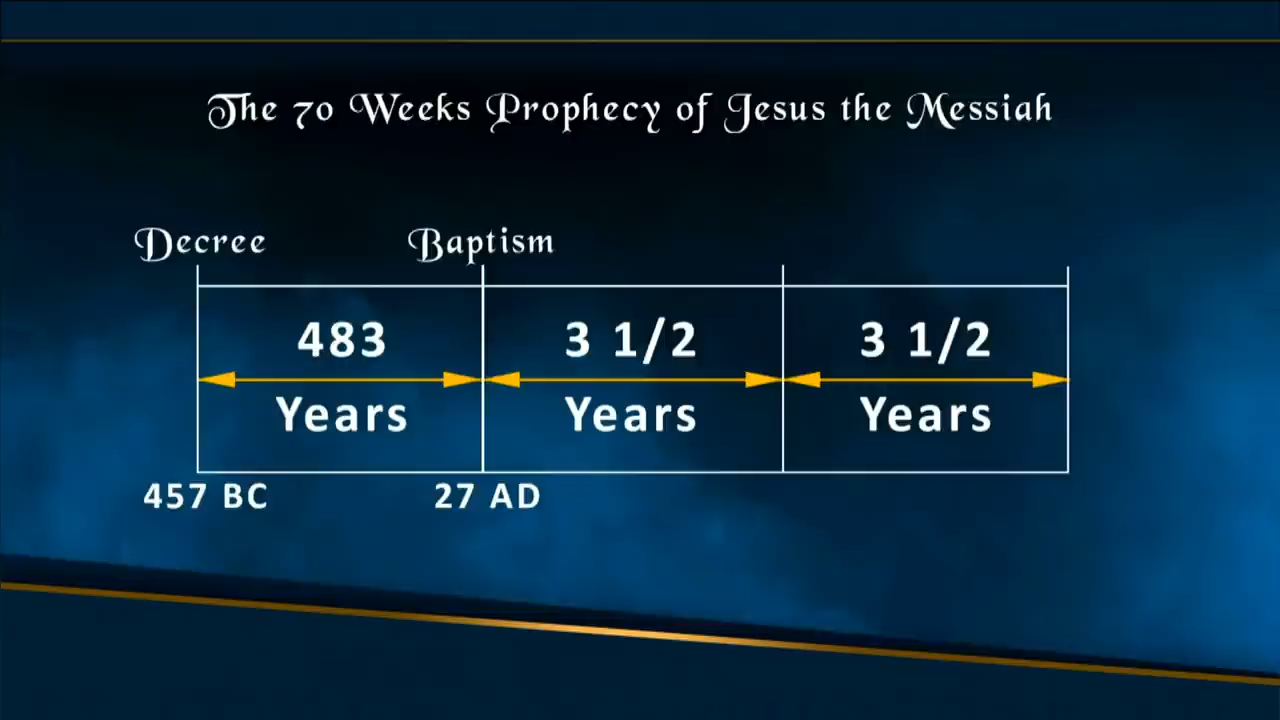 The 70 Weeks Prophecy of Jesus the Messiah
Decree Baptism
483 3 1/2 3 1/2
Years Years Years
457 BC 27 AD